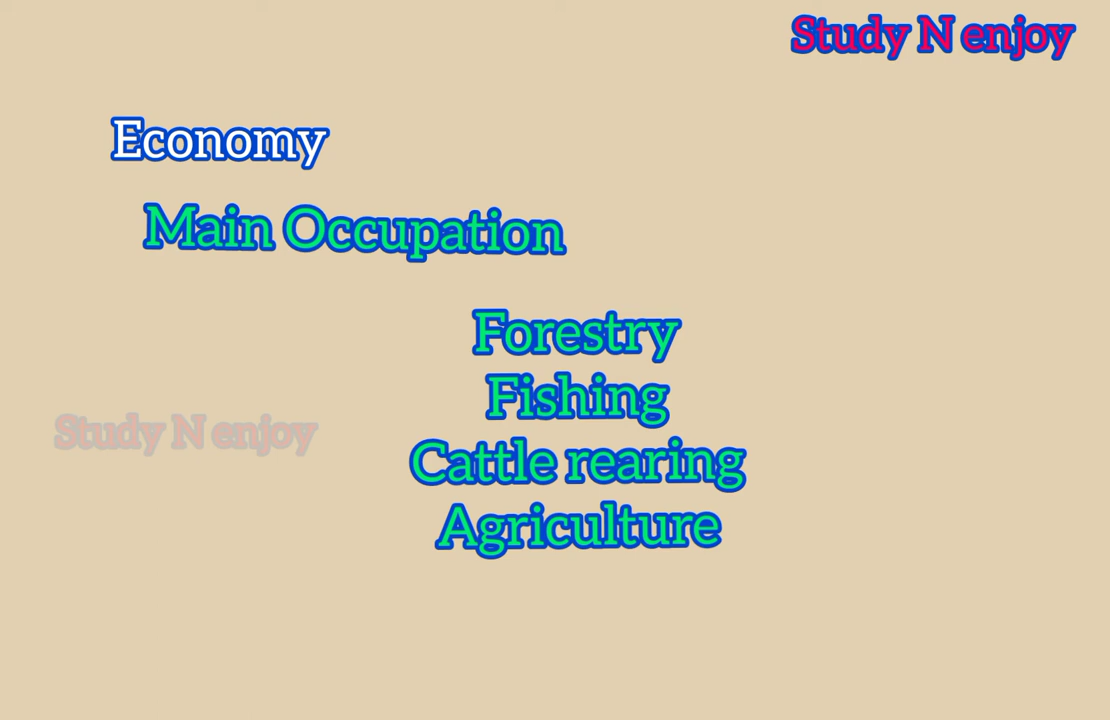 Study N enjoy
Economy
Main Occupation
Forestry
Fishing
Cattle rearing
Study N enjoy
Agriculture